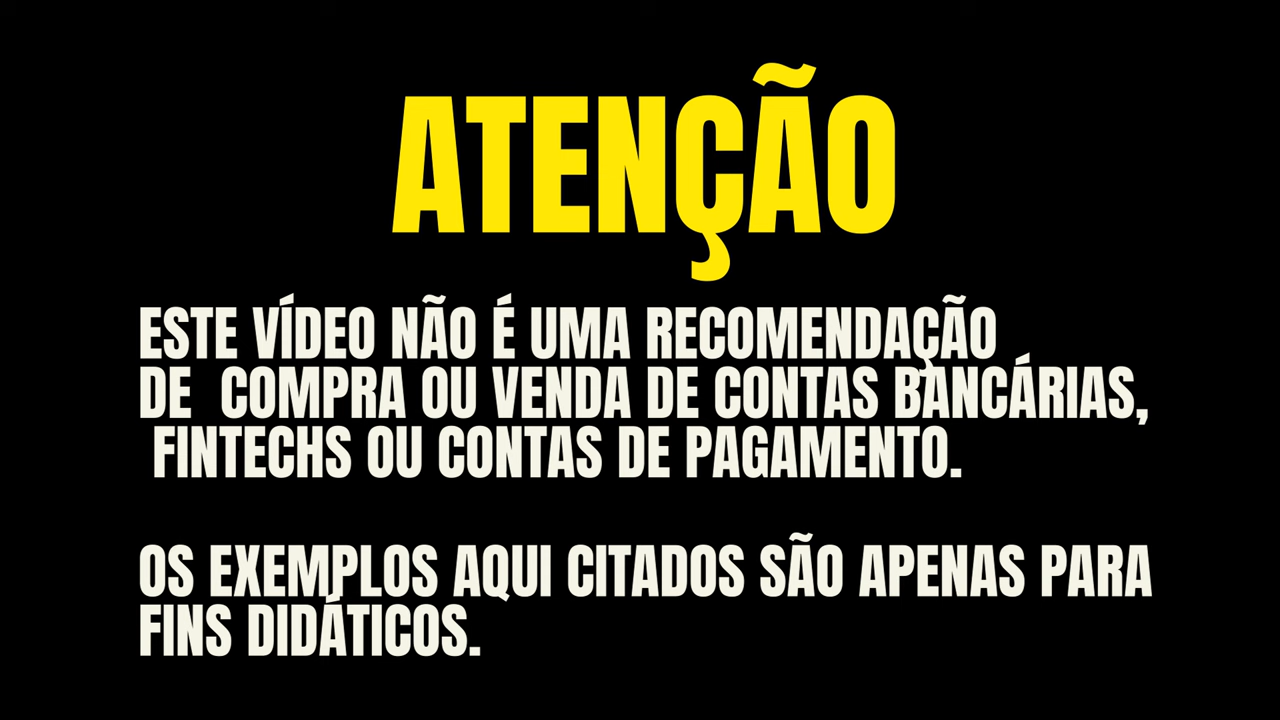 ATENÇÃO
ESTE VÍDEO NÃO É UMA RECOMENDAÇÃO
DE COMPRA OU VENDA DE CONTAS BANCÁRIAS,
FINTECHS OU CONTAS DE PAGAMENTO.
OS EXEMPLOS AQUI CITADOS SÃO APENAS PARA
FINS DIDÁTICOS.